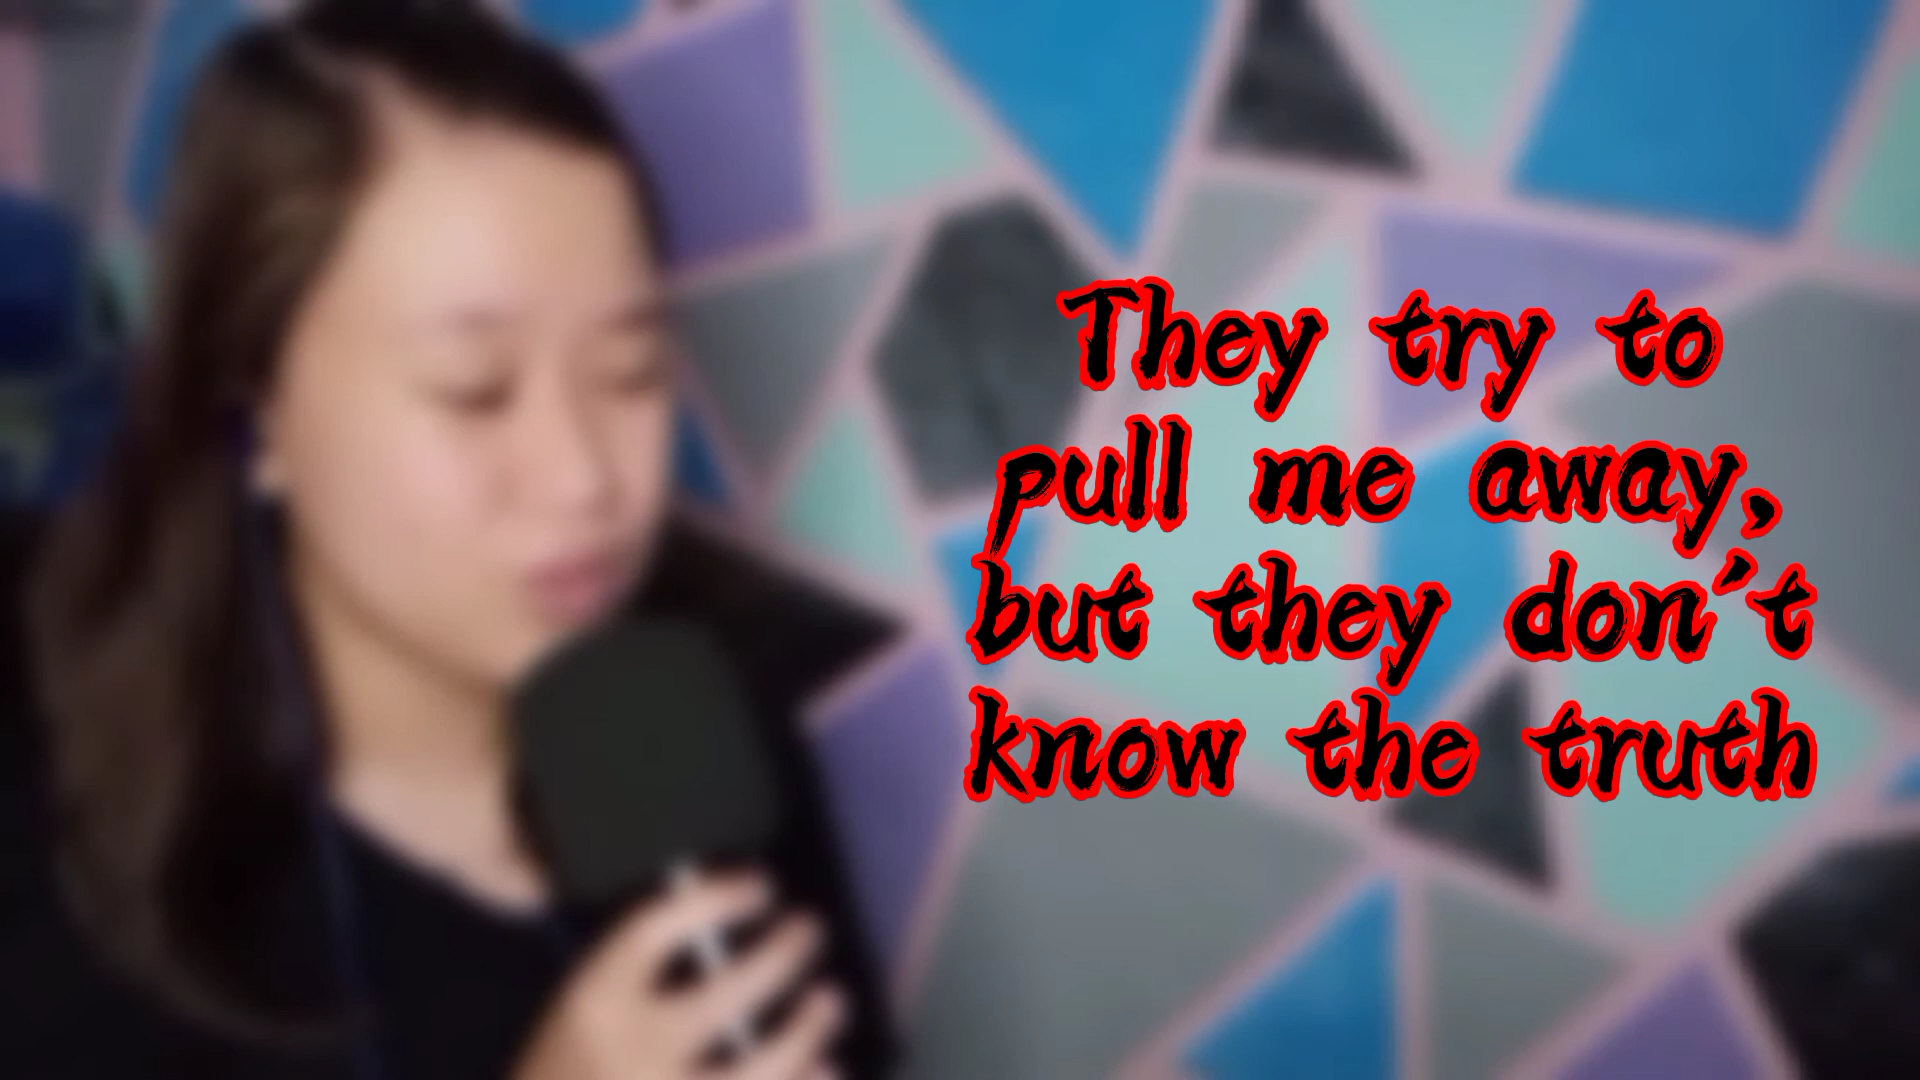 They try to
pull me away,
but they don't
know the truth